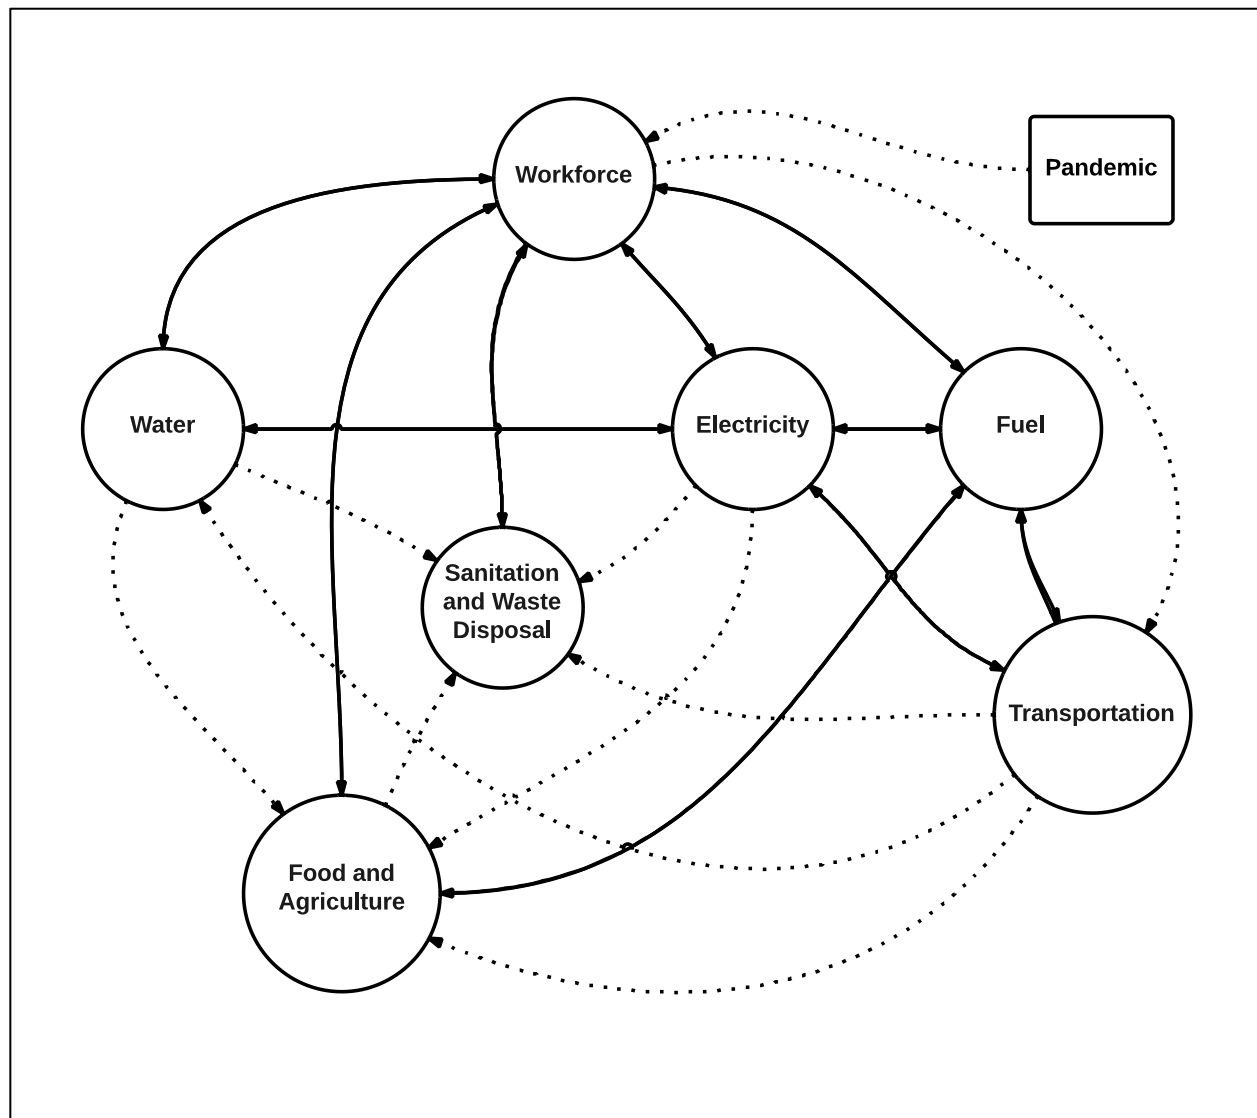 Workforce
Pandemic
Water
Electricity
Fuel
Sanitation
and Waste
Disposal
Transportation
Food and
Agriculture